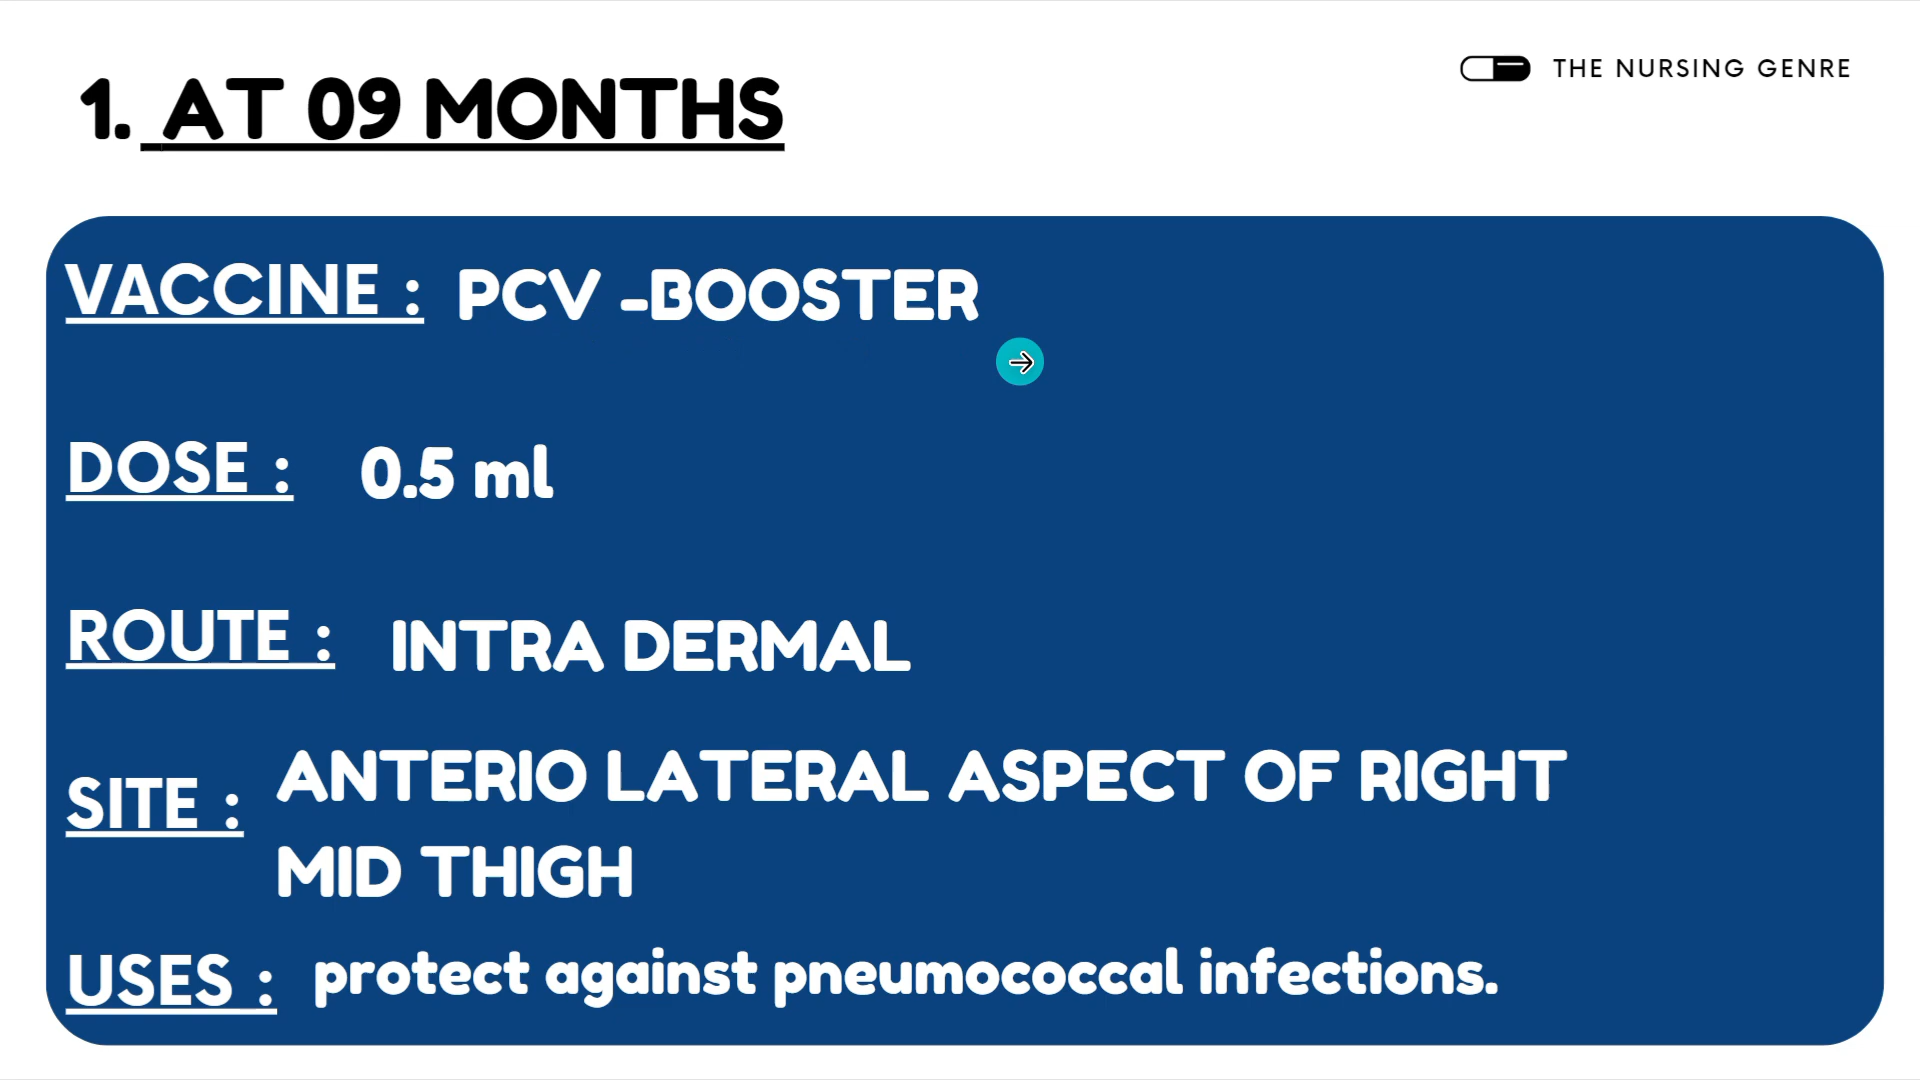 1. AT 09 MONTHS
THE NURSING GENRE
VACCINE : PCV -BOOSTER
DOSE : 0.5 ml
ROUTE : INTRA DERMAL
SITE : ANTERIO LATERAL ASPECT OF RIGHT
MID THIGH
USES : protect against pneumococcal infections.